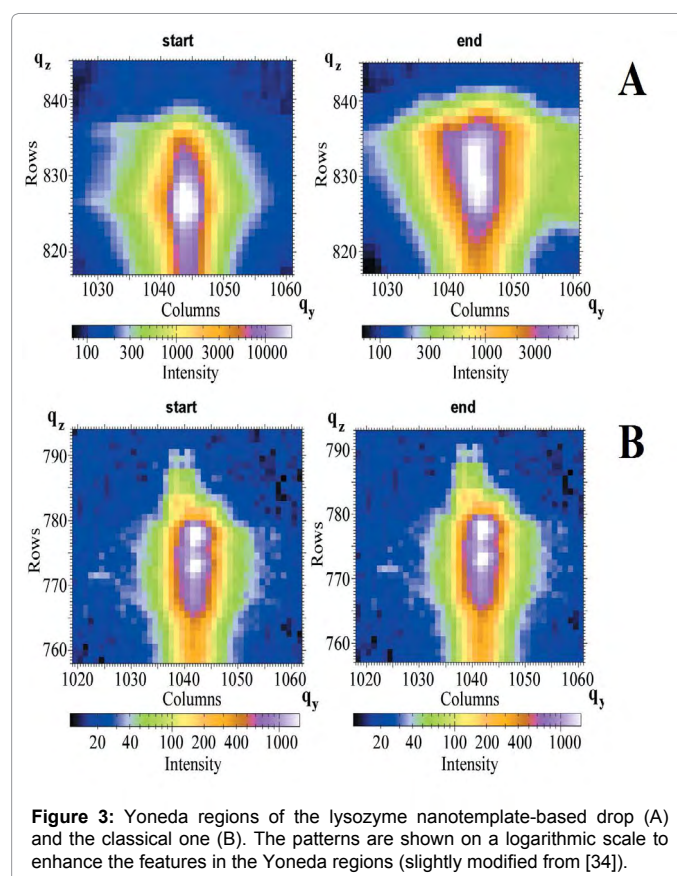 start
end
A
q_z
q_z
840
830
820
Rows
840
830
820
Rows
1030 1040 1050 1060
Columns q_y
1030 1040 1050 1060
Columns q_y
100 300 1000 3000 10000
Intensity
100 300 1000 3000
Intensity
start
end
B
q_z
q_z
790
780
770
760
Rows
790
780
770
760
Rows
1020 1030 1040 1050 1060
Columns q_y
1020 1030 1040 1050 1060
Columns q_y
20 40 100 200 400 1000
Intensity
20 40 100 200 400 1000
Intensity
Figure 3: Yoneda regions of the lysozyme nanotemplate-based drop (A)
and the classical one (B). The patterns are shown on a logarithmic scale to
enhance the features in the Yoneda regions (slightly modified from [34]).